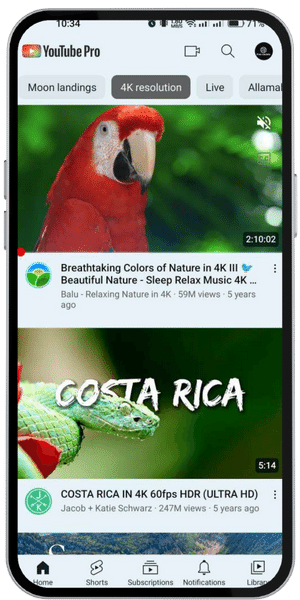 10:34
71%
YouTube Pro
Moon landings
4K resolution
Live
Allamal
2:10:02
Breathtaking Colors of Nature in 4K III 🐦
Beautiful Nature - Sleep Relax Music 4K ...
Balu - Relaxing Nature in 4K · 59M views · 5 years
ago
COSTA RICA
5:14
COSTA RICA IN 4K 60fps HDR (ULTRA HD)
Jacob + Katie Schwarz · 247M views · 5 years ago
Home
Shorts
Subscriptions
Notifications
Library